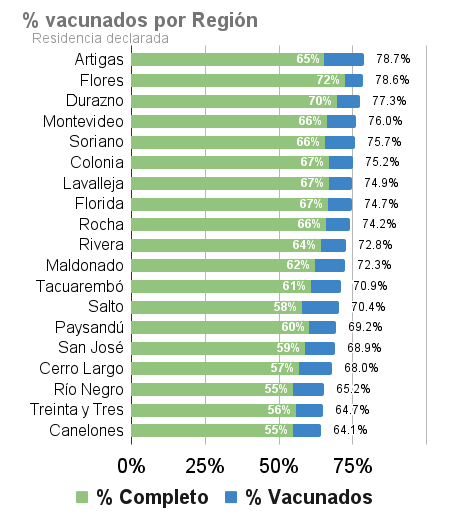 % vacunados por Región
Residencia declarada
Artigas 65% 78.7%
Flores 72% 78.6%
Durazno 70% 77.3%
Montevideo 66% 76.0%
Soriano 66% 75.7%
Colonia 67% 75.2%
Lavalleja 67% 74.9%
Florida 67% 74.7%
Rocha 66% 74.2%
Rivera 64% 72.8%
Maldonado 62% 72.3%
Tacuarembó 61% 70.9%
Salto 58% 70.4%
Paysandú 60% 69.2%
San José 59% 68.9%
Cerro Largo 57% 68.0%
Río Negro 55% 65.2%
Treinta y Tres 56% 64.7%
Canelones 55% 64.1%
0% 25% 50% 75%
% Completo % Vacunados